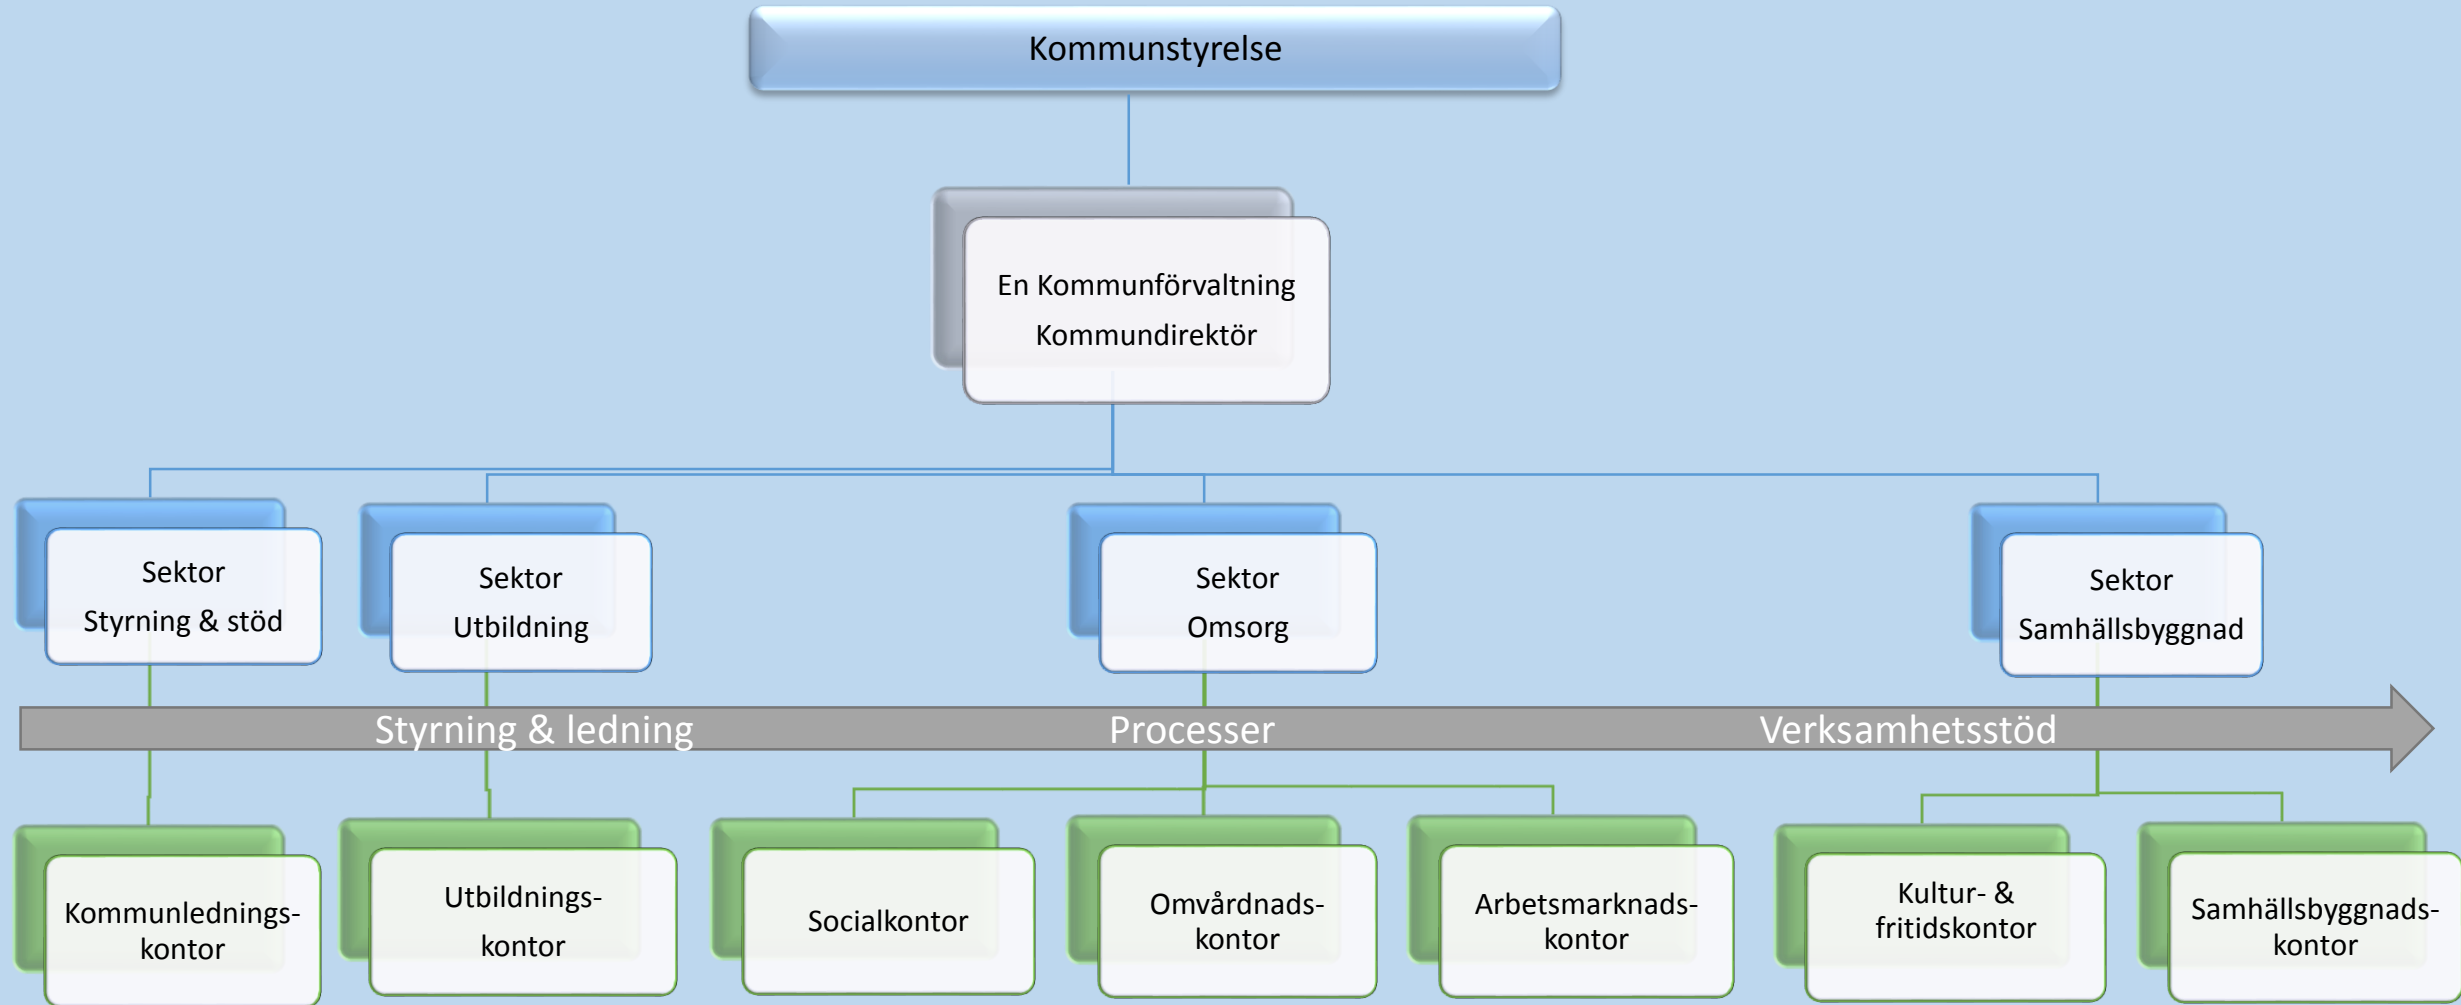 Kommunstyrelse
En Kommunförvaltning
Kommundirektör
Sektor
Styrning & stöd
Sektor
Utbildning
Sektor
Omsorg
Sektor
Samhällsbyggnad
Styrning & ledning
Processer
Verksamhetsstöd
Kommunlednings-
kontor
Utbildnings-
kontor
Socialkontor
Omvårdnads-
kontor
Arbetsmarknads-
kontor
Kultur- &
fritidskontor
Samhällsbyggnads-
kontor